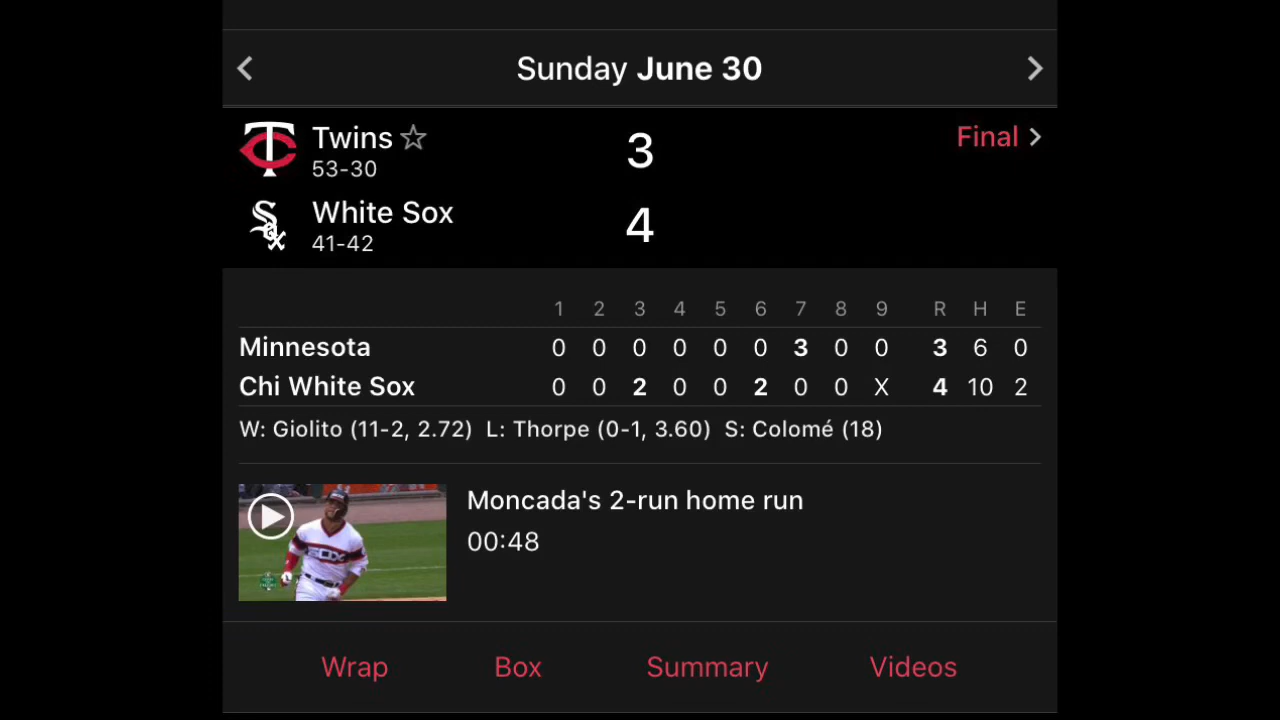 Sunday June 30
Twins 3 Final
53-30
White Sox 4
41-42
1 2 3 4 5 6 7 8 9 R H E
Minnesota 0 0 0 0 0 0 3 0 0 3 6 0
Chi White Sox 0 0 2 0 0 2 0 0 X 4 10 2
W: Giolito (11-2, 2.72) L: Thorpe (0-1, 3.60) S: Colomé (18)
Moncada's 2-run home run
00:48
SOX
Wrap Box Summary Videos